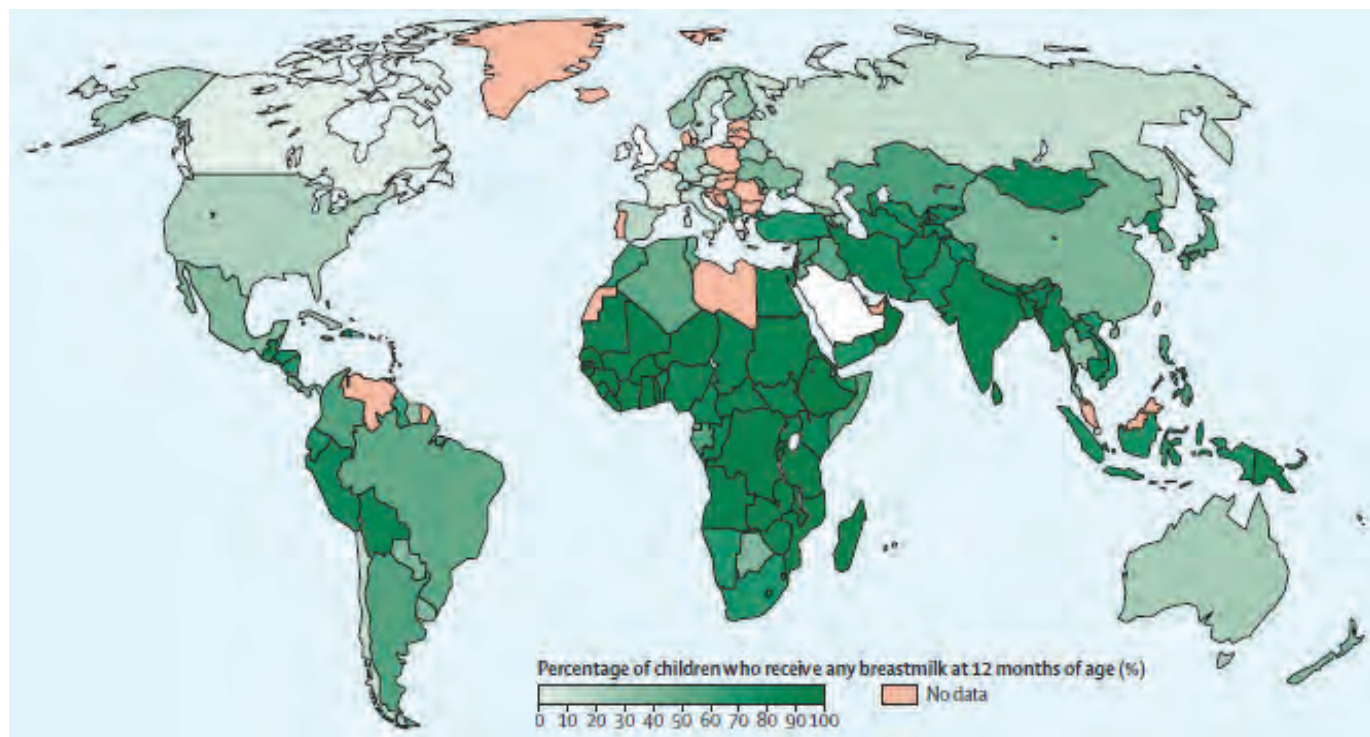 Percentage of children who receive any breastmilk at 12 months of age (%)
No data
0 10 20 30 40 50 60 70 80 90 100